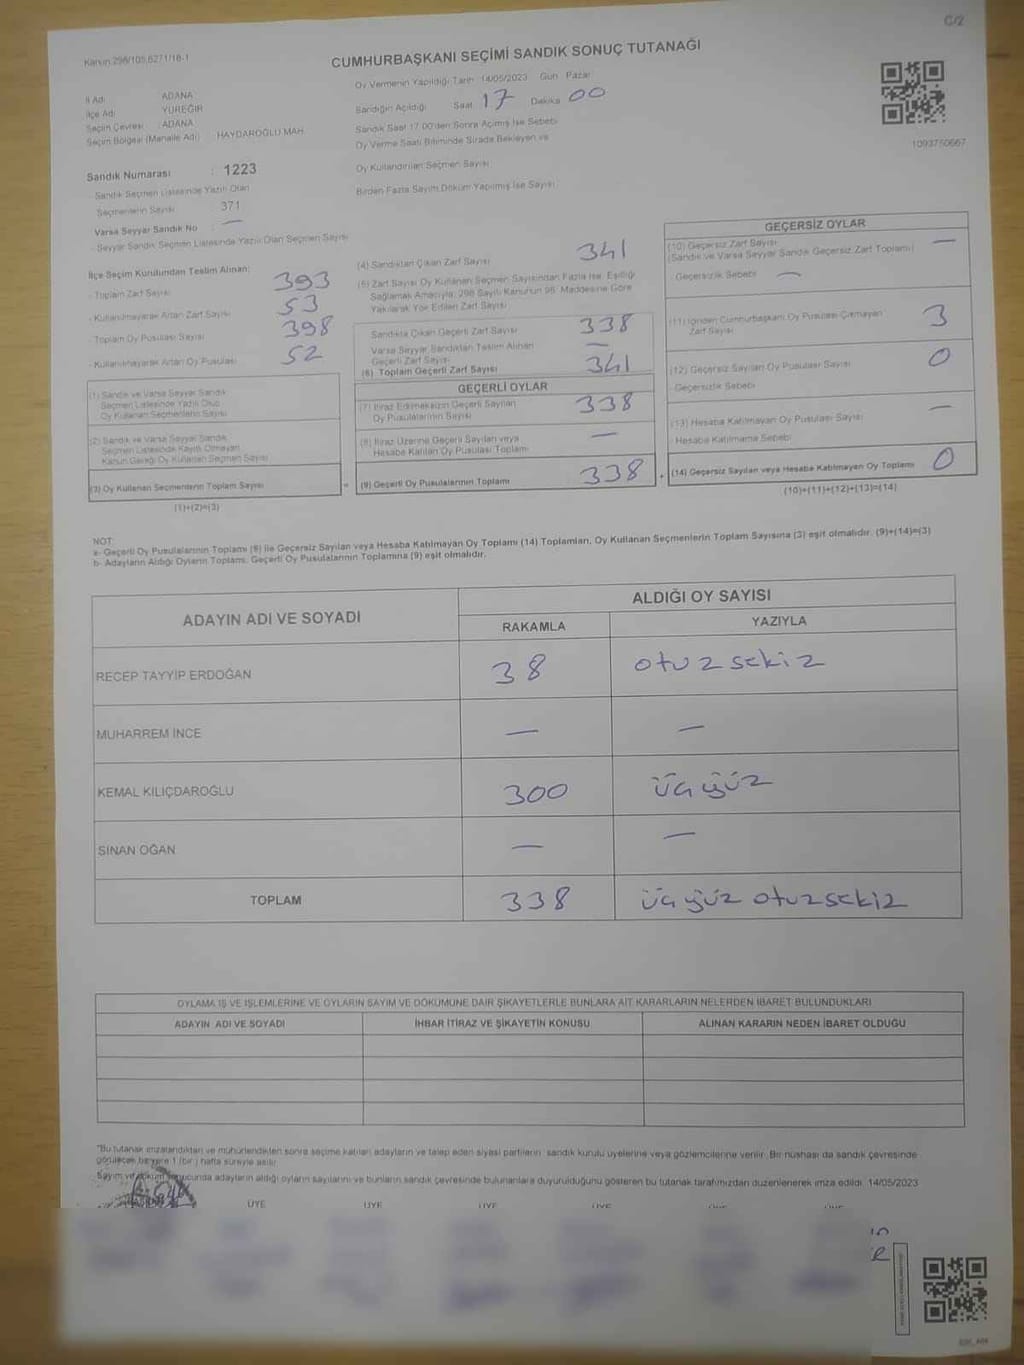 C/2
Kanun 298/105,6271/18-1
CUMHURBAŞKANI SEÇİMİ SANDIK SONUÇ TUTANAĞI
İl Adı : ADANA
İlçe Adı : YÜREĞİR
Seçim Çevresi : ADANA
Seçim Bölgesi (Mahalle Adı) : HAYDAROĞLU MAH.
Oy Vermenin Yapıldığı Tarih 14/05/2023 Gün Pazar
Sandığın Açıldığı Saat 17 Dakika 00
Sandık Saat 17.00'den Sonra Açılmış İse Sebebi
Oy Verme Saati Bitiminde Sırada Bekleyen ve
Oy Kullandırılan Seçmen Sayısı
Birden Fazla Sayım Döküm Yapılmış İse Sayısı
1093750667
Sandık Numarası : 1223
- Sandık Seçmen Listesinde Yazılı Olan
Seçmenlerin Sayısı : 371
Varsa Seyyar Sandık No : —
- Seyyar Sandık Seçmen Listesinde Yazılı Olan Seçmen Sayısı
İlçe Seçim Kurulundan Teslim Alınan;
- Toplam Zarf Sayısı 393
- Kullanılmayarak Artan Zarf Sayısı 53
- Toplam Oy Pusulası Sayısı 398
- Kullanılmayarak Artan Oy Pusulası 52
(1) Sandık ve Varsa Seyyar Sandık
Seçmen Listesinde Yazılı Olup
Oy Kullanan Seçmenlerin Sayısı
(2) Sandık ve Varsa Seyyar Sandık
Seçmen Listesinde Kayıtlı Olmayan
Kanun Gereği Oy Kullanan Seçmen Sayısı
(3) Oy Kullanan Seçmenlerin Toplam Sayısı
(1)+(2)=(3)
(4) Sandıktan Çıkan Zarf Sayısı 341
(5) Zarf Sayısı Oy Kullanan Seçmen Sayısından Fazla İse, Eşitliği
Sağlamak Amacıyla, 298 Sayılı Kanunun 98. Maddesine Göre
Yakılarak Yok Edilen Zarf Sayısı
Sandıkta Çıkan Geçerli Zarf Sayısı 338
Varsa Seyyar Sandıktan Teslim Alınan
Geçerli Zarf Sayısı —
(6) Toplam Geçerli Zarf Sayısı 341
GEÇERLİ OYLAR
(7) İtiraz Edilmeksizin Geçerli Sayılan
Oy Pusulalarının Sayısı 338
(8) İtiraz Üzerine Geçerli Sayılan veya
Hesaba Katılan Oy Pusulası Toplamı —
(9) Geçerli Oy Pusulalarının Toplamı 338
GEÇERSİZ OYLAR
(10) Geçersiz Zarf Sayısı
(Sandık ve Varsa Seyyar Sandık Geçersiz Zarf Toplamı) —
Geçersizlik Sebebi —
(11) İçinden Cumhurbaşkanı Oy Pusulası Çıkmayan
Zarf Sayısı 3
(12) Geçersiz Sayılan Oy Pusulası Sayısı 0
Geçersizlik Sebebi
(13) Hesaba Katılmayan Oy Pusulası Sayısı —
Hesaba Katılmama Sebebi
(14) Geçersiz Sayılan veya Hesaba Katılmayan Oy Toplamı 0
(10)+(11)+(12)+(13)=(14)
NOT:
a- Geçerli Oy Pusulalarının Toplamı (9) ile Geçersiz Sayılan veya Hesaba Katılmayan Oy Toplamı (14) Toplamları, Oy Kullanan Seçmenlerin Toplam Sayısına (3) eşit olmalıdır. (9)+(14)=(3)
b- Adayların Aldığı Oyların Toplamı, Geçerli Oy Pusulalarının Toplamına (9) eşit olmalıdır.
ADAYIN ADI VE SOYADI
ALDIĞI OY SAYISI
RAKAMLA YAZIYLA
RECEP TAYYİP ERDOĞAN 38 otuzsekiz
MUHARREM İNCE — —
KEMAL KILIÇDAROĞLU 300 üçyüz
SİNAN OĞAN — —
TOPLAM 338 üçyüz otuzsekiz
OYLAMA İŞ VE İŞLEMLERİNE VE OYLARIN SAYIM VE DÖKÜMÜNE DAİR ŞİKAYETLERLE BUNLARA AİT KARARLARIN NELERDEN İBARET BULUNDUKLARI
ADAYIN ADI VE SOYADI İHBAR İTİRAZ VE ŞİKAYETİN KONUSU ALINAN KARARIN NEDEN İBARET OLDUĞU
*Bu tutanak imzalandıktan ve mühürlendikten sonra seçime katılan adayların ve talep eden siyasi partilerin sandık kurulu üyelerine veya gözlemcilerine verilir. Bir nüshası da sandık çevresinde
görülecek bir yere 1 (bir) hafta süreyle asılır.
Sayım ve döküm sonucunda adayların aldığı oyların sayılarını ve bunların sandık çevresinde bulunanlara duyurulduğunu gösteren bu tutanak tarafımızdan düzenlenerek imza edildi. 14/05/2023
ÜYE ÜYE ÜYE ÜYE